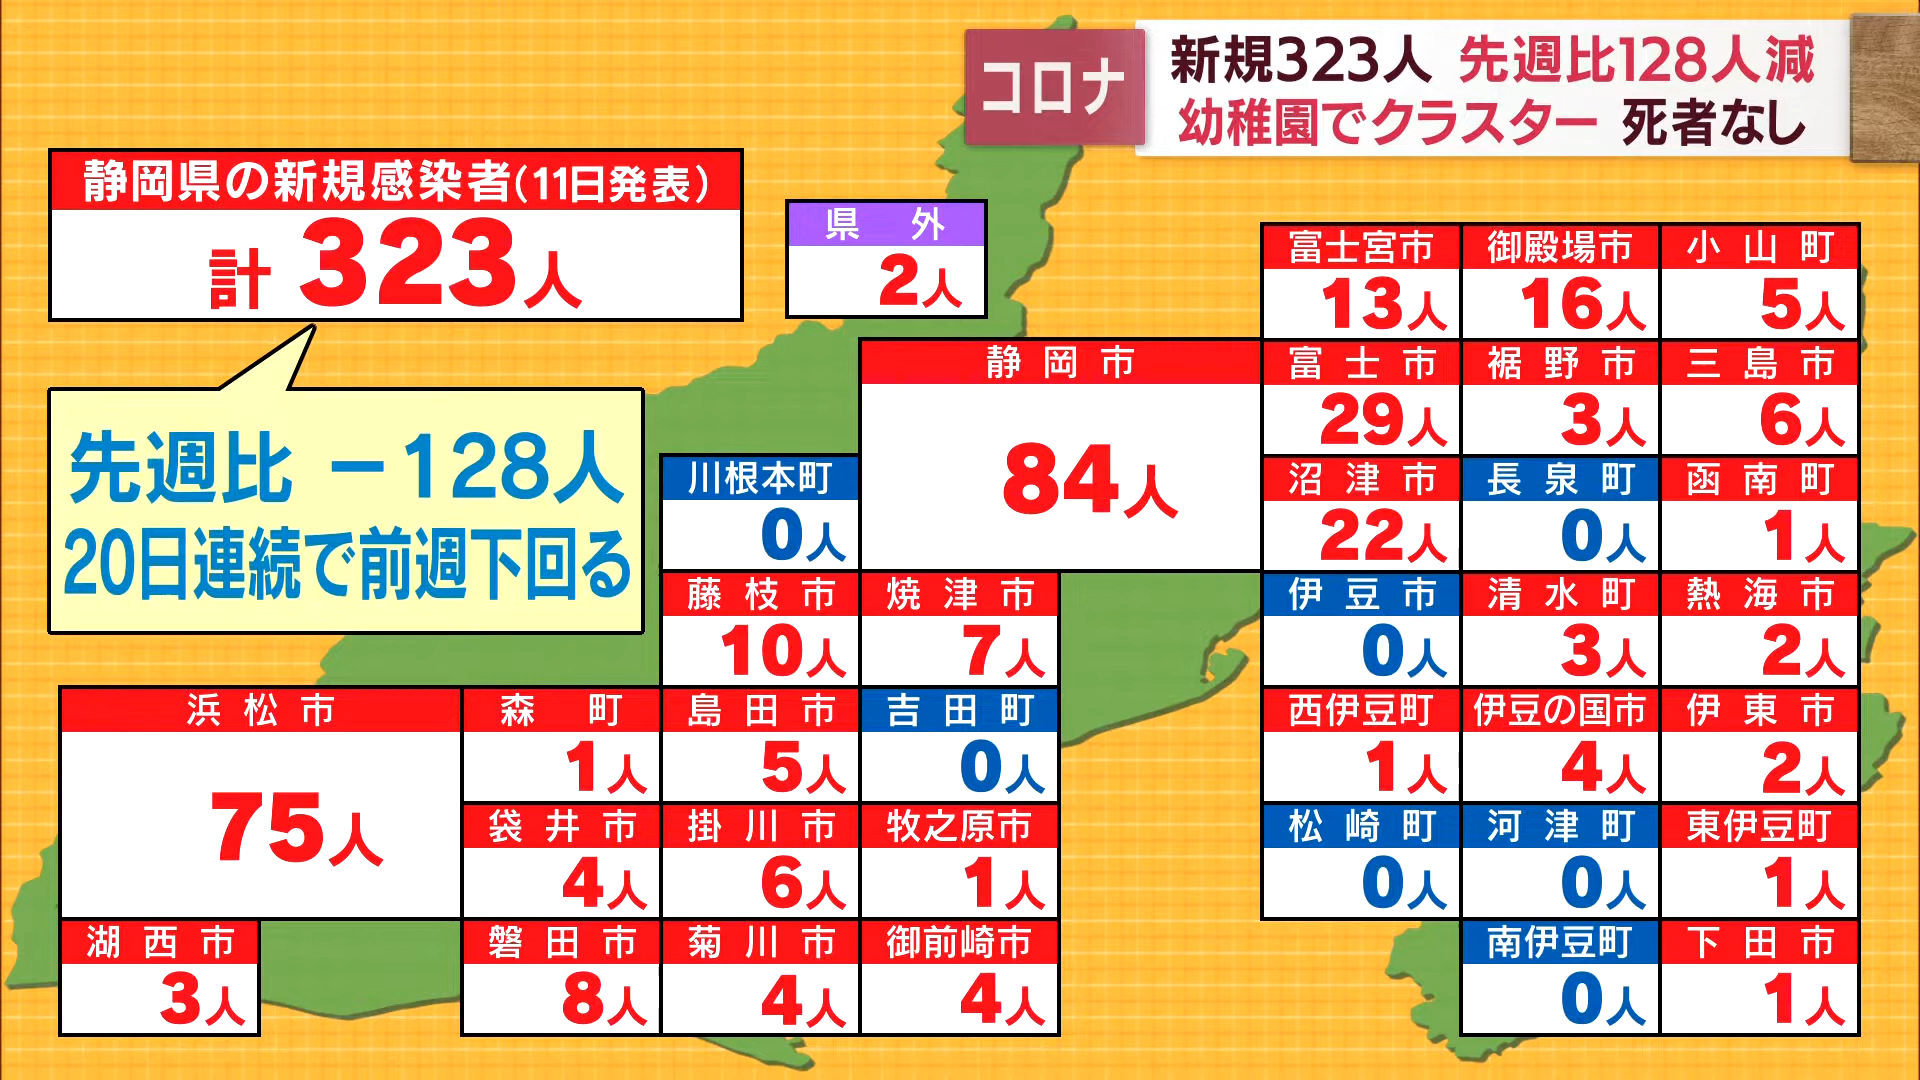 コロナ
新規323人 先週比128人減
幼稚園でクラスター 死者なし
静岡県の新規感染者(11日発表)
計 323人
先週比 －128人
20日連続で前週下回る
県外
2人
富士宮市 御殿場市 小山町
13人 16人 5人
静岡市
84人
富士市 裾野市 三島市
29人 3人 6人
川根本町
0人
沼津市 長泉町 函南町
22人 0人 1人
藤枝市 焼津市
10人 7人
伊豆市 清水町 熱海市
0人 3人 2人
浜松市
75人
森町 島田市 吉田町
1人 5人 0人
西伊豆町 伊豆の国市 伊東市
1人 4人 2人
袋井市 掛川市 牧之原市
4人 6人 1人
松崎町 河津町 東伊豆町
0人 0人 1人
湖西市
3人
磐田市 菊川市 御前崎市
8人 4人 4人
南伊豆町 下田市
0人 1人